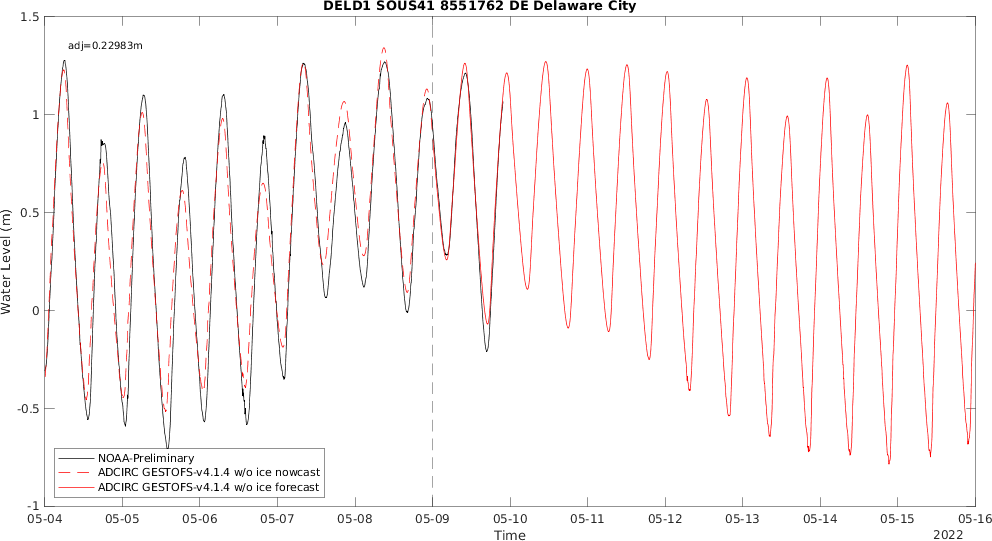 DELD1 SOUS41 8551762 DE Delaware City
adj=0.22983m
Water Level (m)
1.5
1
0.5
0
-0.5
-1
NOAA-Preliminary
ADCIRC GESTOFS-v4.1.4 w/o ice nowcast
ADCIRC GESTOFS-v4.1.4 w/o ice forecast
05-04 05-05 05-06 05-07 05-08 05-09 05-10 05-11 05-12 05-13 05-14 05-15 05-16
Time
2022